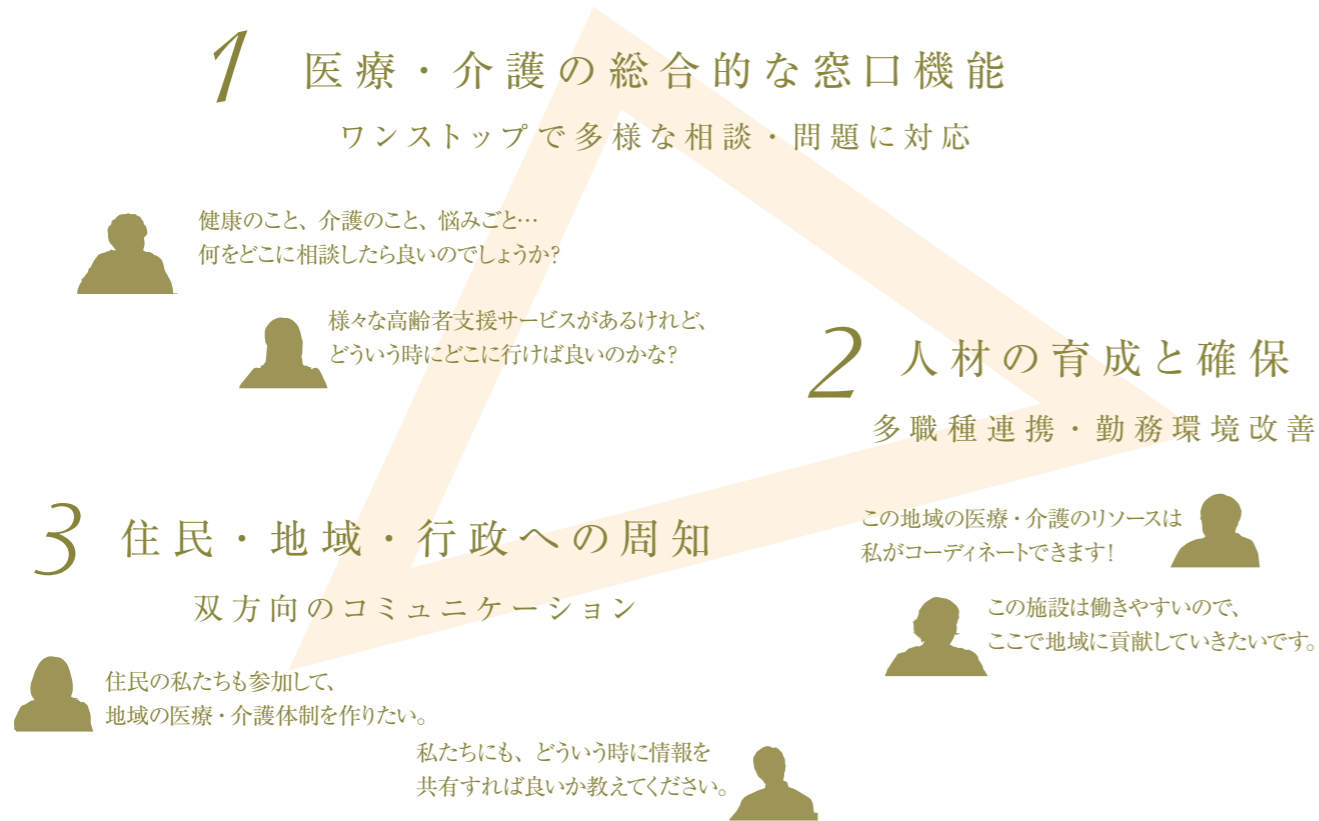 1 医療・介護の総合的な窓口機能
ワンストップで多様な相談・問題に対応
健康のこと、介護のこと、悩みごと…
何をどこに相談したら良いのでしょうか?
様々な高齢者支援サービスがあるけれど、
どういう時にどこに行けば良いのかな?
2 人材の育成と確保
多職種連携・勤務環境改善
この地域の医療・介護のリソースは
私がコーディネートできます!
この施設は働きやすいので、
ここで地域に貢献していきたいです。
3 住民・地域・行政への周知
双方向のコミュニケーション
住民の私たちも参加して、
地域の医療・介護体制を作りたい。
私たちにも、どういう時に情報を
共有すれば良いか教えてください。